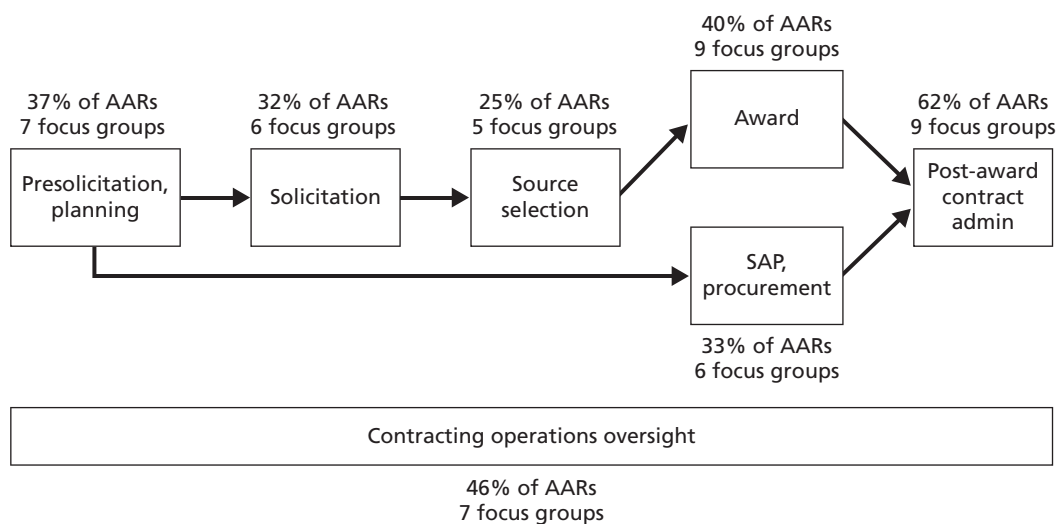 40% of AARs
9 focus groups
37% of AARs
7 focus groups
32% of AARs
6 focus groups
25% of AARs
5 focus groups
62% of AARs
9 focus groups
Presolicitation,
planning
Solicitation
Source
selection
Award
Post-award
contract
admin
SAP,
procurement
33% of AARs
6 focus groups
Contracting operations oversight
46% of AARs
7 focus groups